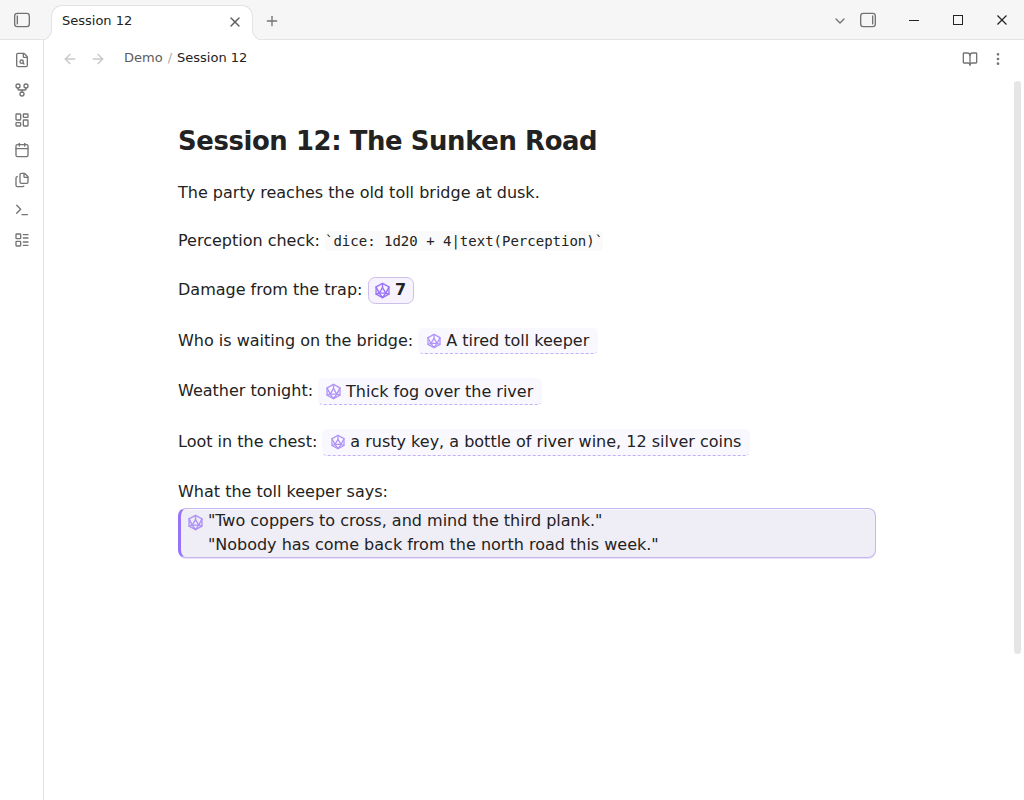 Session 12
Demo / Session 12
Session 12: The Sunken Road
The party reaches the old toll bridge at dusk.
Perception check: `dice: 1d20 + 4|text(Perception)`
Damage from the trap: 7
Who is waiting on the bridge: A tired toll keeper
Weather tonight: Thick fog over the river
Loot in the chest: a rusty key, a bottle of river wine, 12 silver coins
What the toll keeper says:
"Two coppers to cross, and mind the third plank."
"Nobody has come back from the north road this week."